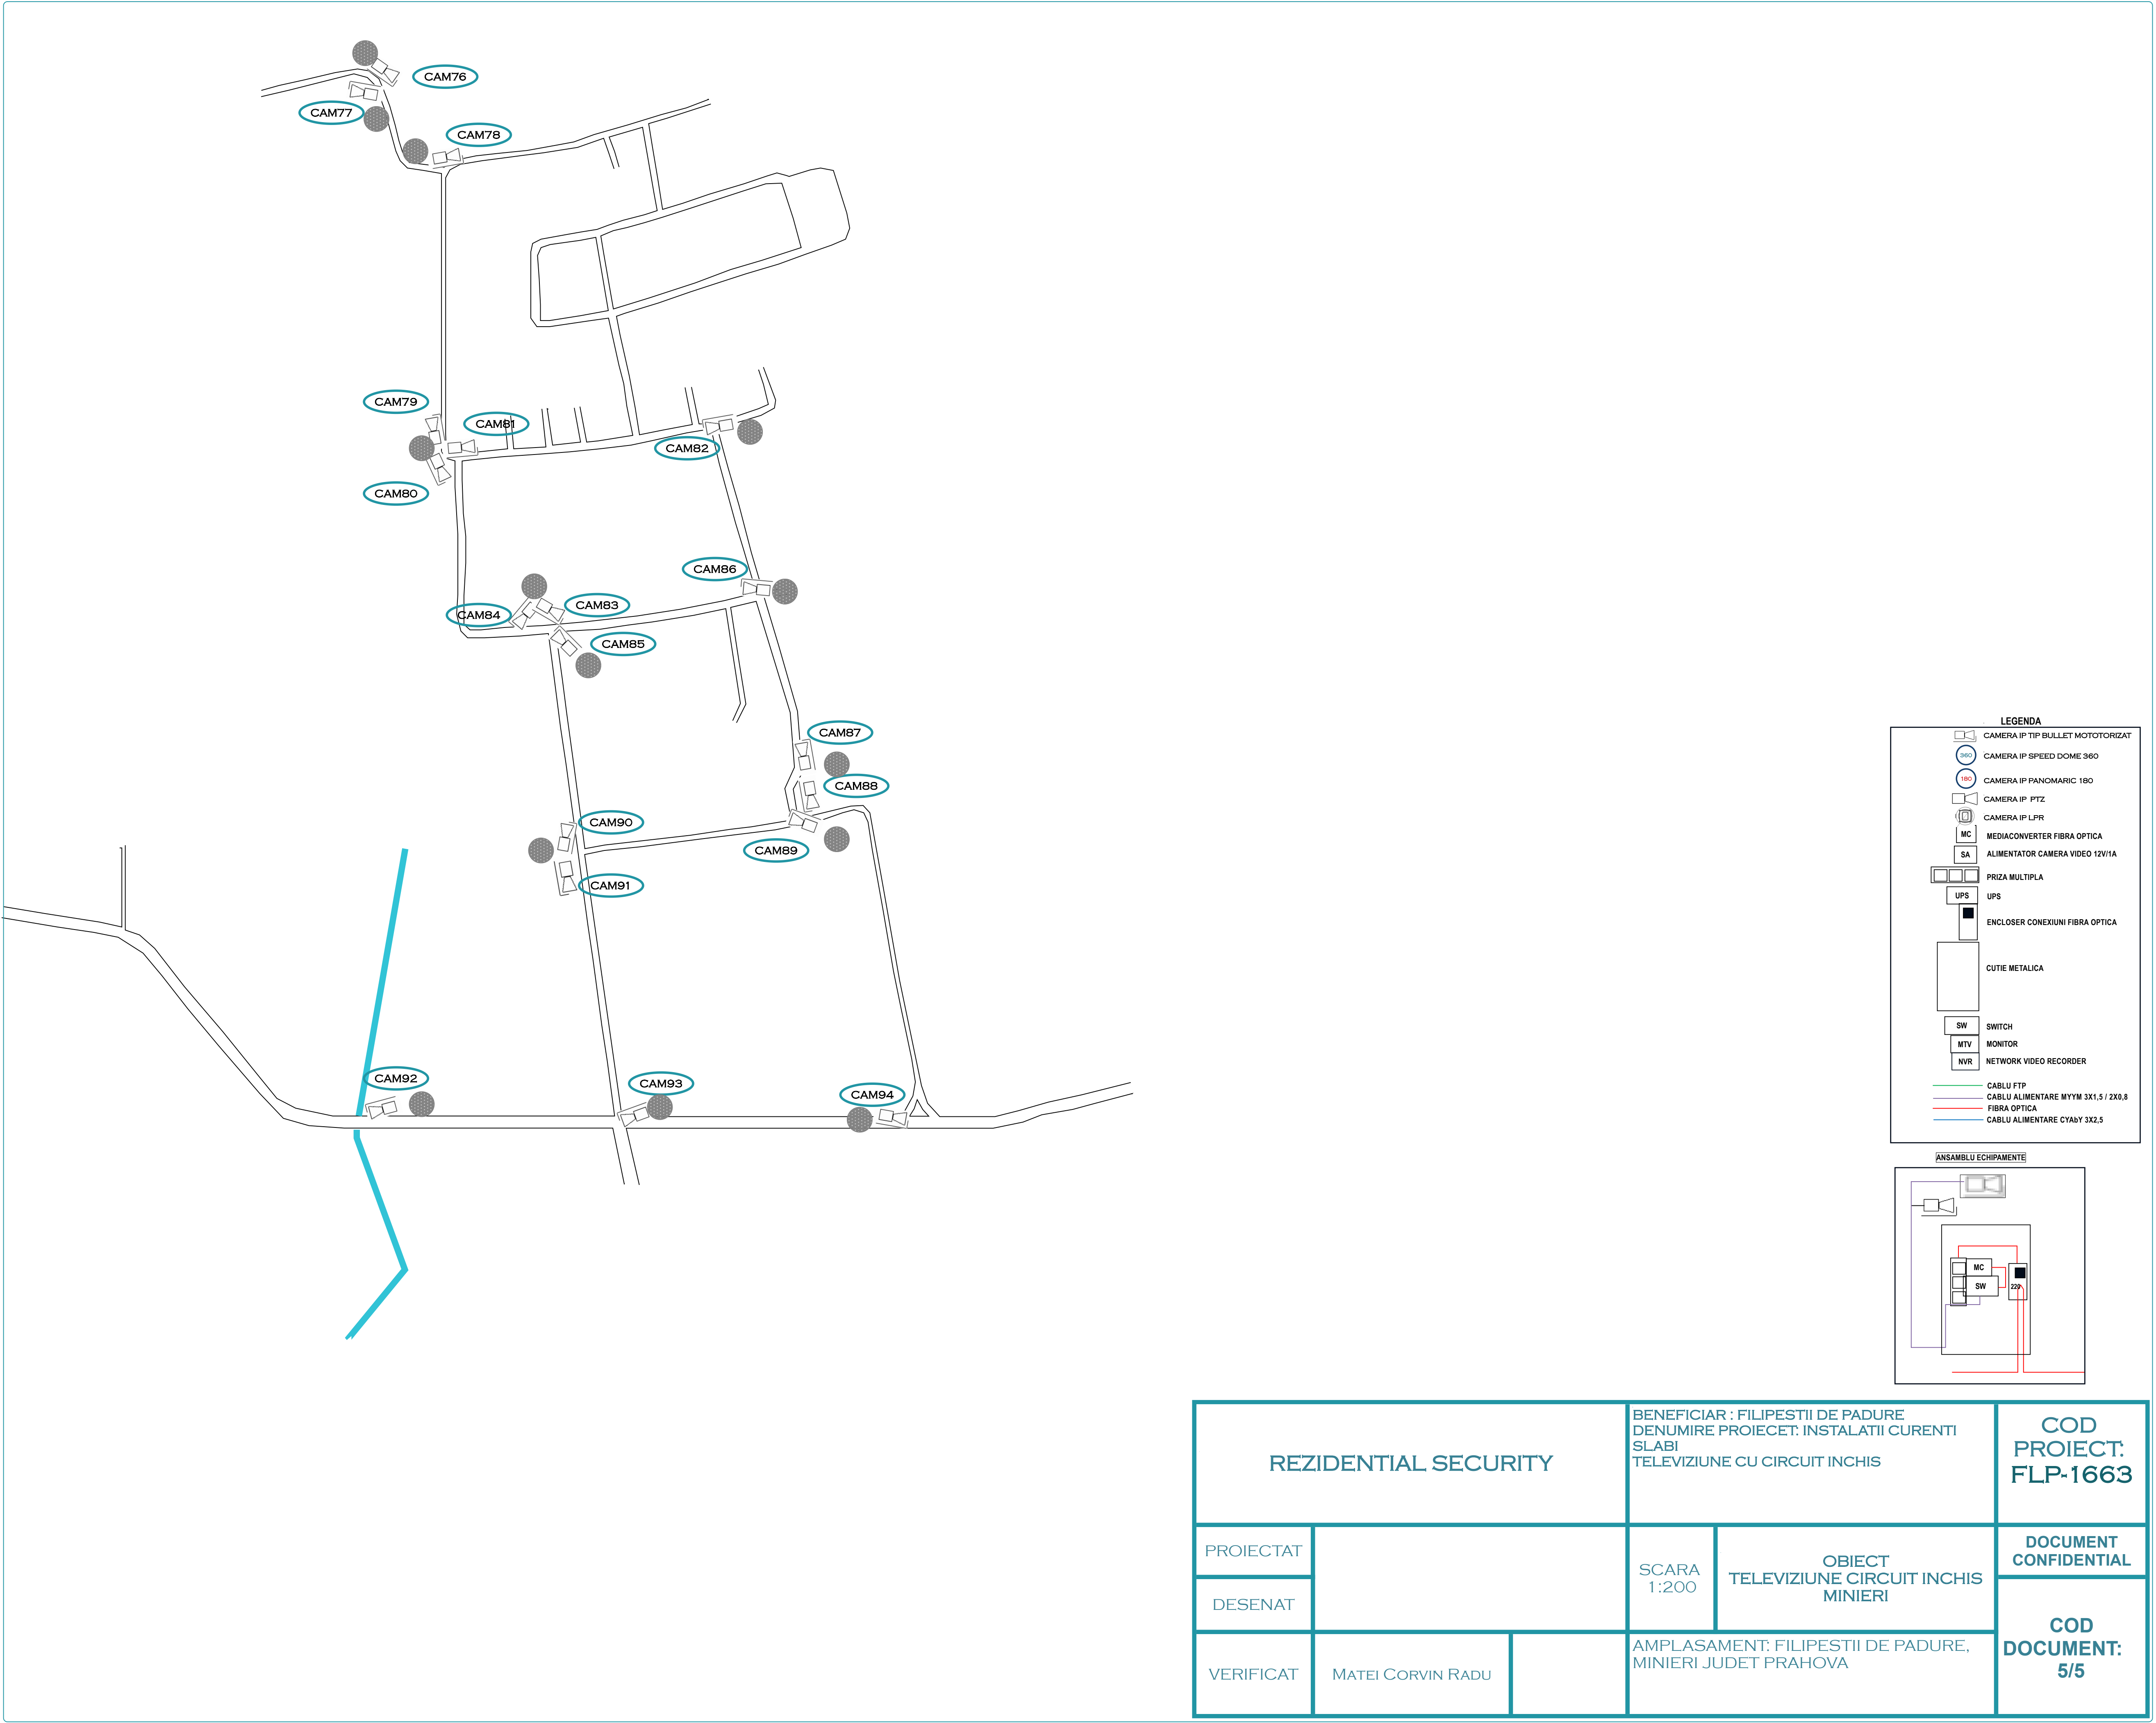 CAM76
CAM77
CAM78
CAM79
CAM81
CAM82
CAM80
CAM86
CAM83
CAM84
CAM85
CAM87
CAM88
CAM90
CAM89
CAM91
CAM92
CAM93
CAM94
LEGENDA
CAMERA IP TIP BULLET MOTOTORIZAT
360 CAMERA IP SPEED DOME 360
180 CAMERA IP PANOMARIC 180
CAMERA IP PTZ
CAMERA IP LPR
MC MEDIACONVERTER FIBRA OPTICA
SA ALIMENTATOR CAMERA VIDEO 12V/1A
PRIZA MULTIPLA
UPS UPS
ENCLOSER CONEXIUNI FIBRA OPTICA
CUTIE METALICA
SW SWITCH
MTV MONITOR
NVR NETWORK VIDEO RECORDER
CABLU FTP
CABLU ALIMENTARE MYYM 3X1,5 / 2X0,8
FIBRA OPTICA
CABLU ALIMENTARE CYAbY 3X2,5
ANSAMBLU ECHIPAMENTE
MC
SW
220
REZIDENTIAL SECURITY
BENEFICIAR : FILIPESTII DE PADURE
DENUMIRE PROIECET: INSTALATII CURENTI
SLABI
TELEVIZIUNE CU CIRCUIT INCHIS
COD
PROIECT:
FLP-1663
PROIECTAT
DESENAT
SCARA
1:200
OBIECT
TELEVIZIUNE CIRCUIT INCHIS
MINIERI
DOCUMENT
CONFIDENTIAL
VERIFICAT
MATEI CORVIN RADU
AMPLASAMENT: FILIPESTII DE PADURE,
MINIERI JUDET PRAHOVA
COD
DOCUMENT:
5/5